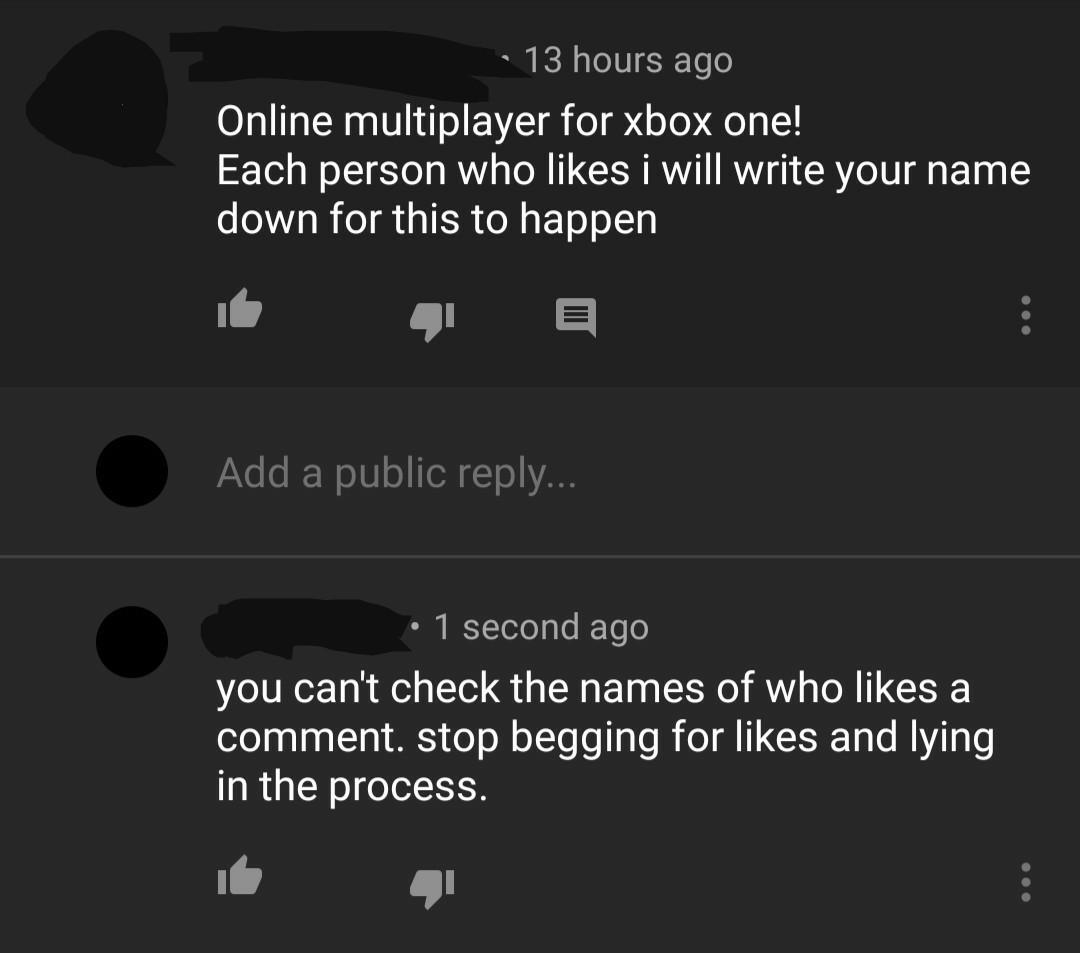 • 13 hours ago
Online multiplayer for xbox one!
Each person who likes i will write your name
down for this to happen
Add a public reply...
• 1 second ago
you can't check the names of who likes a
comment. stop begging for likes and lying
in the process.